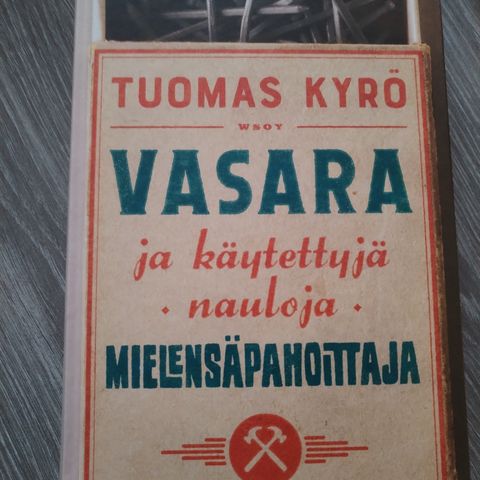 TUOMAS KYRÖ
WSOY
VASARA
ja käytettyjä
· nauloja ·
MIELENSÄPAHOITTAJA